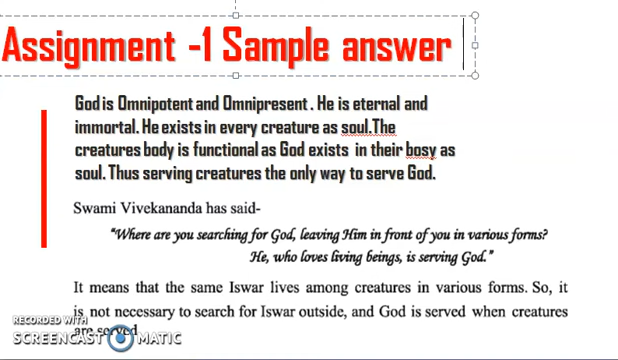 Assignment -1 Sample answer
God is Omnipotent and Omnipresent . He is eternal and
immortal. He exists in every creature as soul.The
creatures body is functional as God exists in their bosy as
soul. Thus serving creatures the only way to serve God.
Swami Vivekananda has said-
“Where are you searching for God, leaving Him in front of you in various forms?
He, who loves living beings, is serving God.”
It means that the same Iswar lives among creatures in various forms. So, it
is not necessary to search for Iswar outside, and God is served when creatures
are served
RECORDED WITH
SCREENCAST MATIC